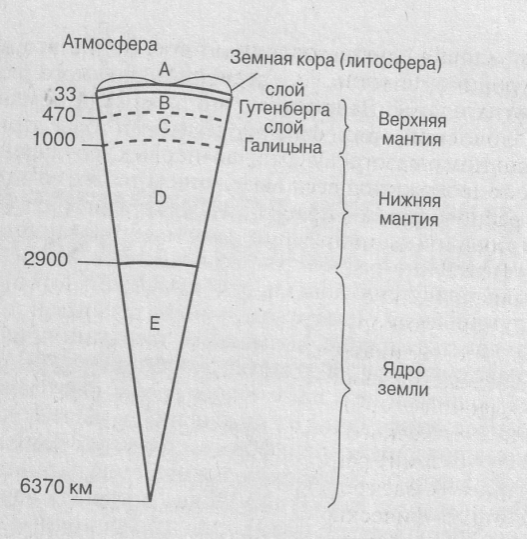 Атмосфера
Земная кора (литосфера)
A
33
B
слой
Гутенберга
470
C
слой
Галицына
1000
Верхняя
мантия
D
Нижняя
мантия
2900
E
Ядро
земли
6370 км